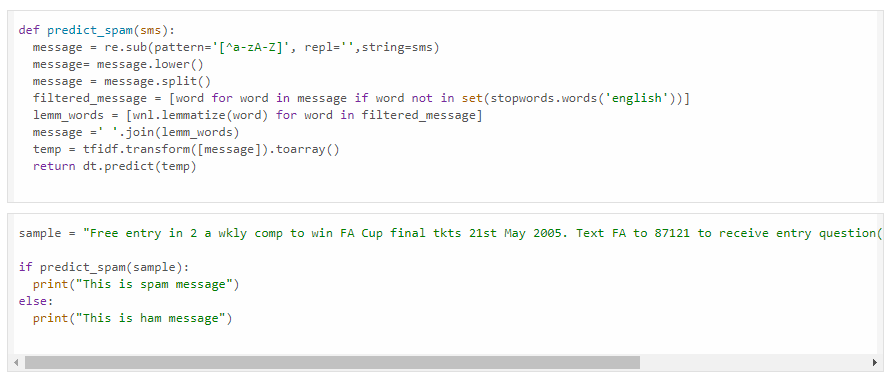 def predict_spam(sms):
  message = re.sub(pattern='[^a-zA-Z]', repl='',string=sms)
  message= message.lower()
  message = message.split()
  filtered_message = [word for word in message if word not in set(stopwords.words('english'))]
  lemm_words = [wnl.lemmatize(word) for word in filtered_message]
  message =' '.join(lemm_words)
  temp = tfidf.transform([message]).toarray()
  return dt.predict(temp)
sample = "Free entry in 2 a wkly comp to win FA Cup final tkts 21st May 2005. Text FA to 87121 to receive entry question(
if predict_spam(sample):
  print("This is spam message")
else:
  print("This is ham message")